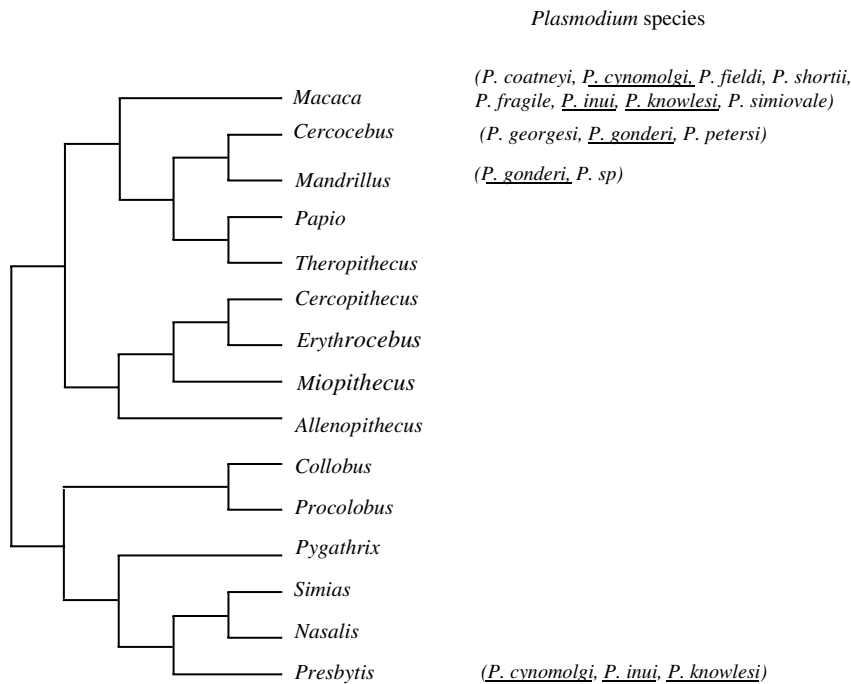 Plasmodium species
(P. coatneyi, P. cynomolgi, P. fieldi, P. shortii,
Macaca
P. fragile, P. inui, P. knowlesi, P. simiovale)
Cercocebus (P. georgesi, P. gonderi, P. petersi)
Mandrillus (P. gonderi, P. sp)
Papio
Theropithecus
Cercopithecus
Erythrocebus
Miopithecus
Allenopithecus
Collobus
Procolobus
Pygathrix
Simias
Nasalis
Presbytis (P. cynomolgi, P. inui, P. knowlesi)